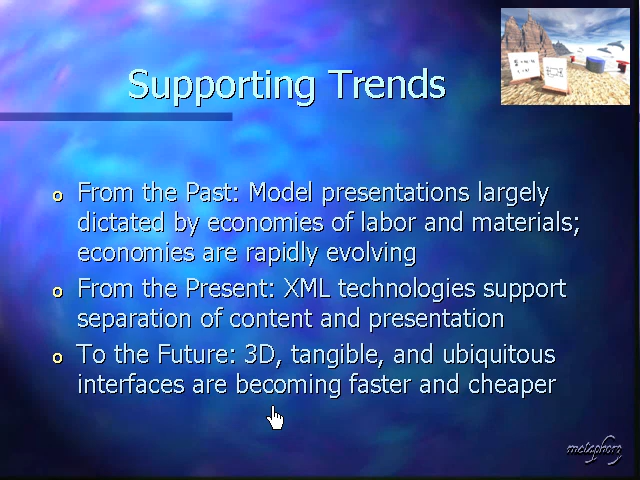 Supporting Trends
o From the Past: Model presentations largely
dictated by economies of labor and materials;
economies are rapidly evolving
o From the Present: XML technologies support
separation of content and presentation
o To the Future: 3D, tangible, and ubiquitous
interfaces are becoming faster and cheaper